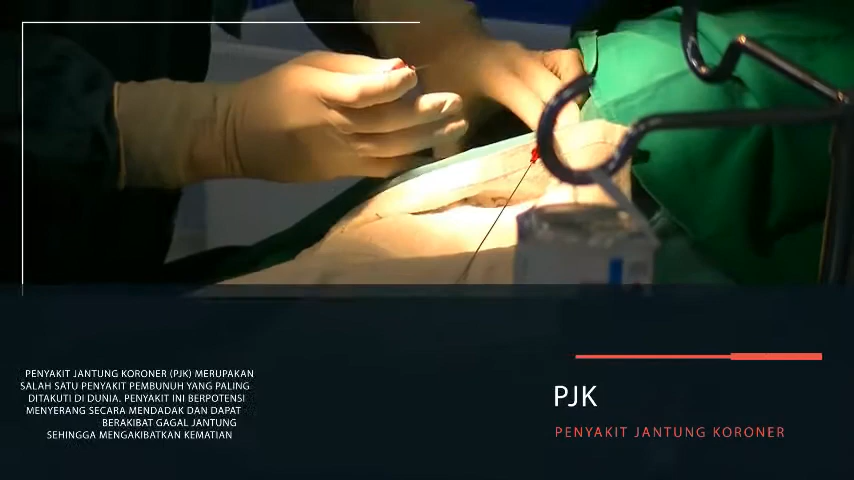 PENYAKIT JANTUNG KORONER (PJK) MERUPAKAN
SALAH SATU PENYAKIT PEMBUNUH YANG PALING
DITAKUTI DI DUNIA. PENYAKIT INI BERPOTENSI
MENYERANG SECARA MENDADAK DAN DAPAT
BERAKIBAT GAGAL JANTUNG
SEHINGGA MENGAKIBATKAN KEMATIAN
PJK
PENYAKIT JANTUNG KORONER